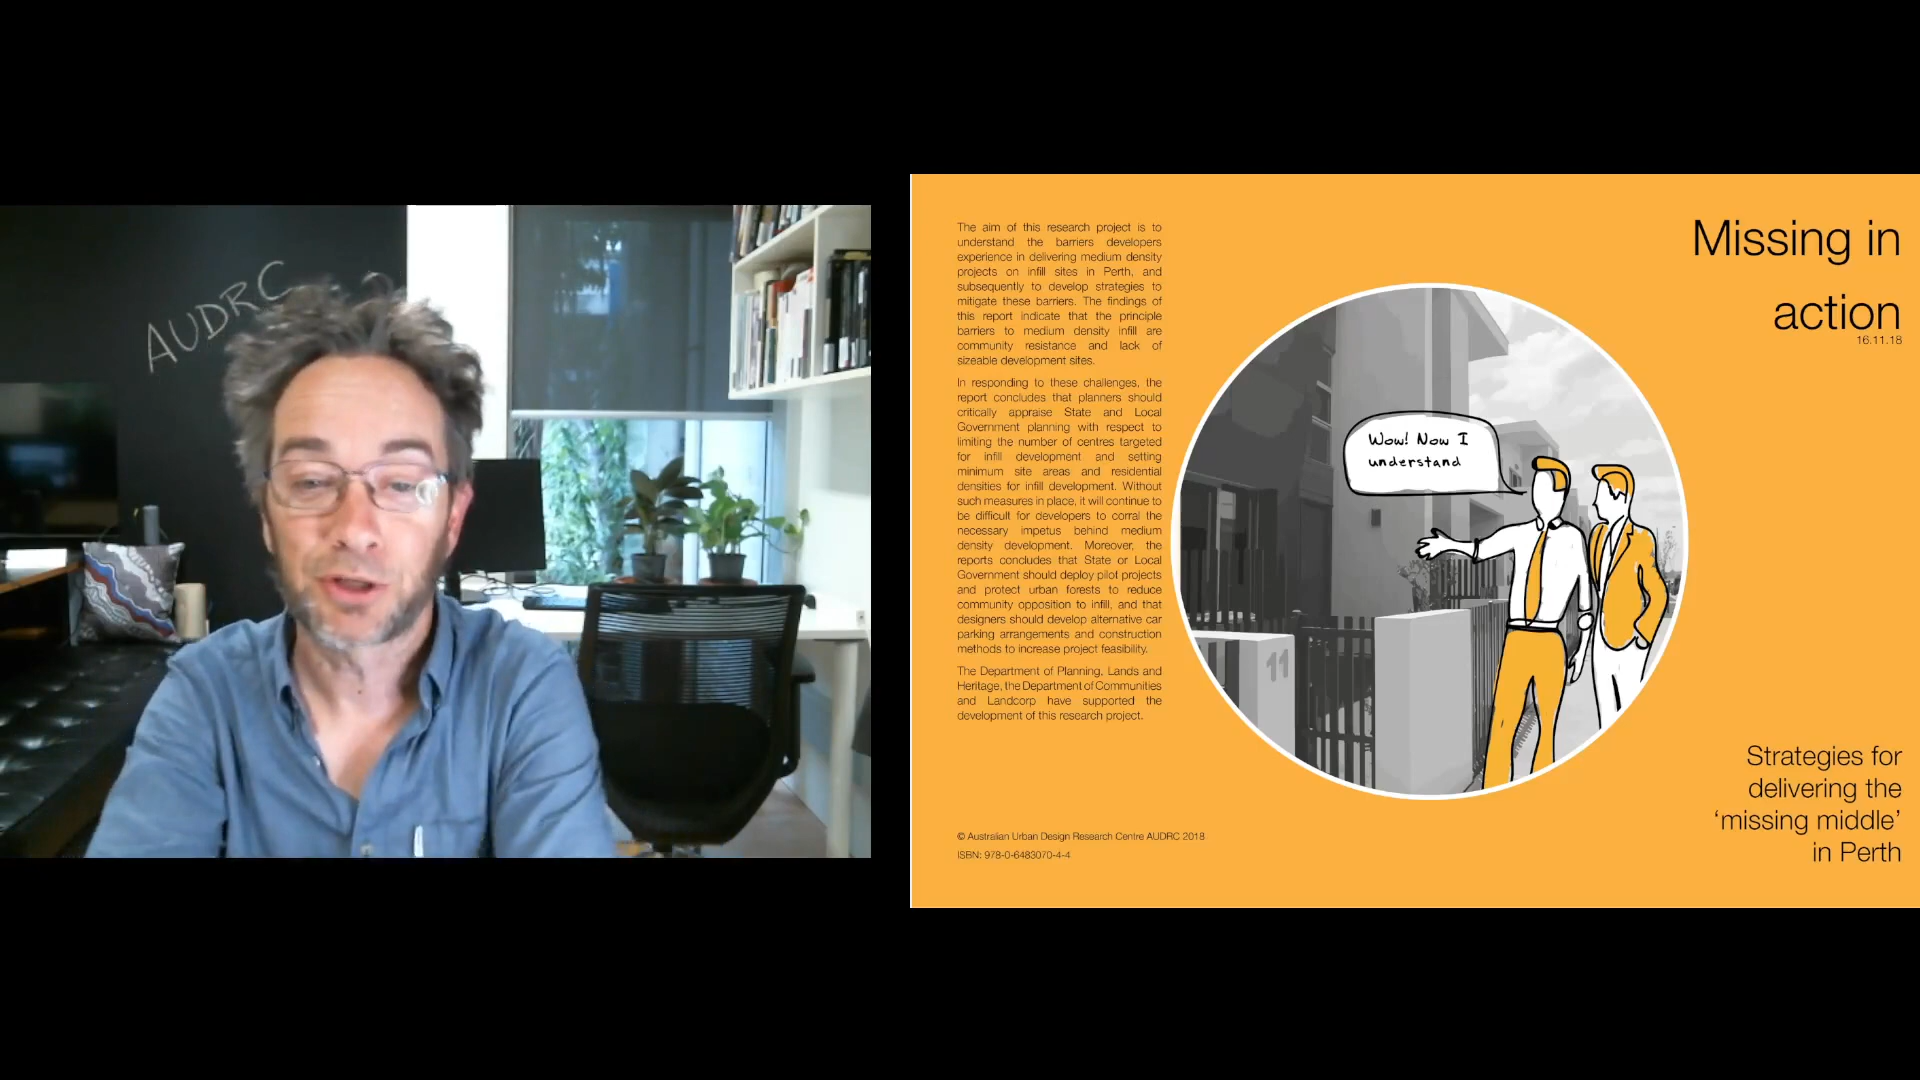 AUDRC
The aim of this research project is to
understand the barriers developers
experience in delivering medium density
projects on infill sites in Perth, and
subsequently to develop strategies to
mitigate these barriers. The findings of
this report indicate that the principle
barriers to medium density infill are
community resistance and lack of
sizeable development sites.
In responding to these challenges, the
report concludes that planners should
critically appraise State and Local
Government planning with respect to
limiting the number of centres targeted
for infill development and setting
minimum site areas and residential
densities for infill development. Without
such measures in place, it will continue to
be difficult for developers to corral the
necessary impetus behind medium
density development. Moreover, the
reports concludes that State or Local
Government should deploy pilot projects
and protect urban forests to reduce
community opposition to infill, and that
designers should develop alternative car
parking arrangements and construction
methods to increase project feasibility.
The Department of Planning, Lands and
Heritage, the Department of Communities
and Landcorp have supported the
development of this research project.
© Australian Urban Design Research Centre AUDRC 2018
ISBN: 978-0-6483070-4-4
Wow! Now I
understand
11
Missing in
action
16.11.18
Strategies for
delivering the
‘missing middle’
in Perth